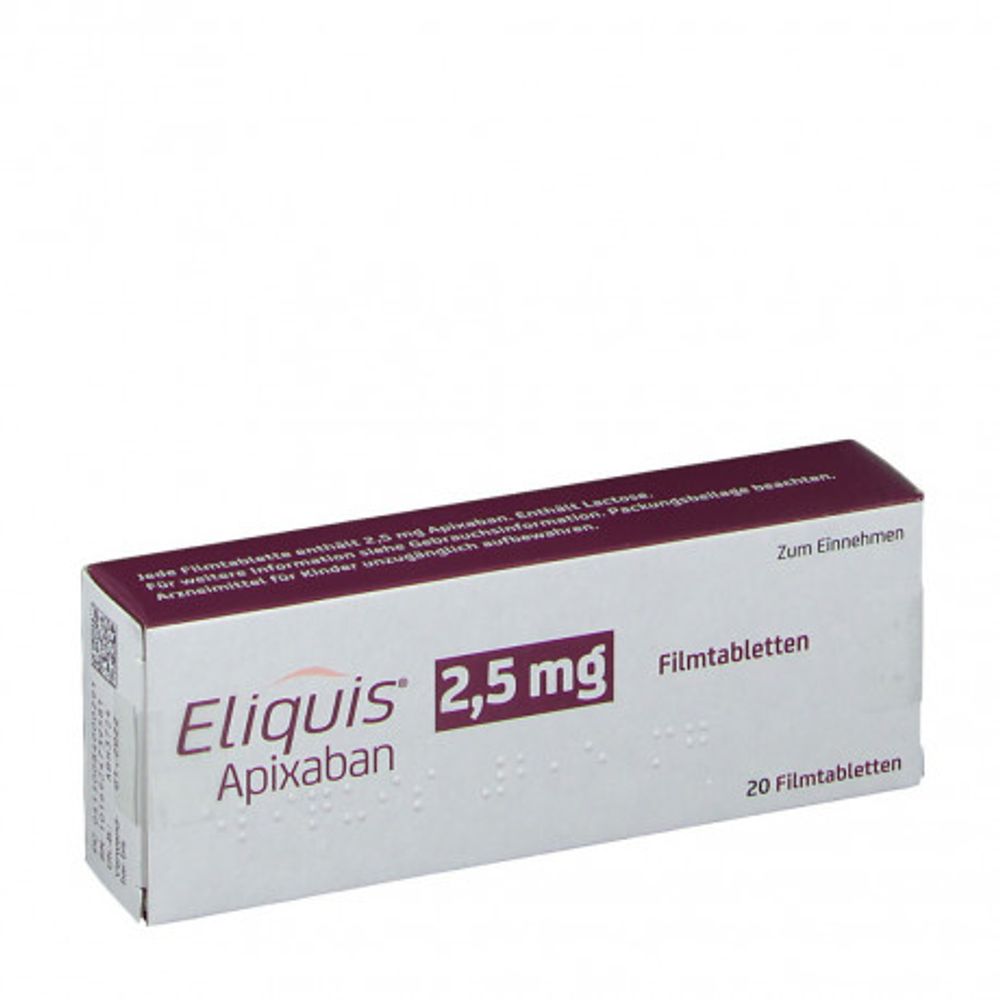 Jede Filmtablette enthält 2,5 mg Apixaban. Enthält Lactose.
Für weitere Information siehe Gebrauchsinformation. Packungsbeilage beachten.
Arzneimittel für Kinder unzugänglich aufbewahren.
Zum Einnehmen
Eliquis® 2,5 mg Filmtabletten
Apixaban
20 Filmtabletten